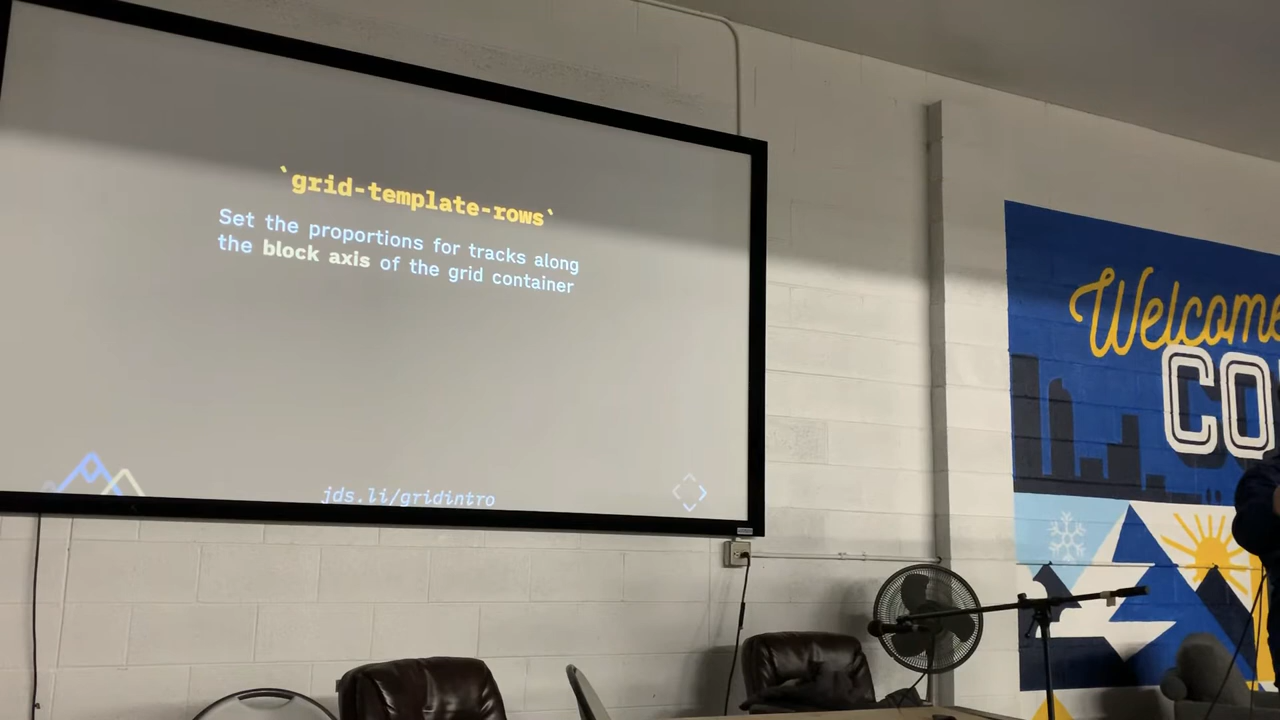 `grid-template-rows`
Set the proportions for tracks along
the block axis of the grid container
jds.li/gridintro
Welcome
CO